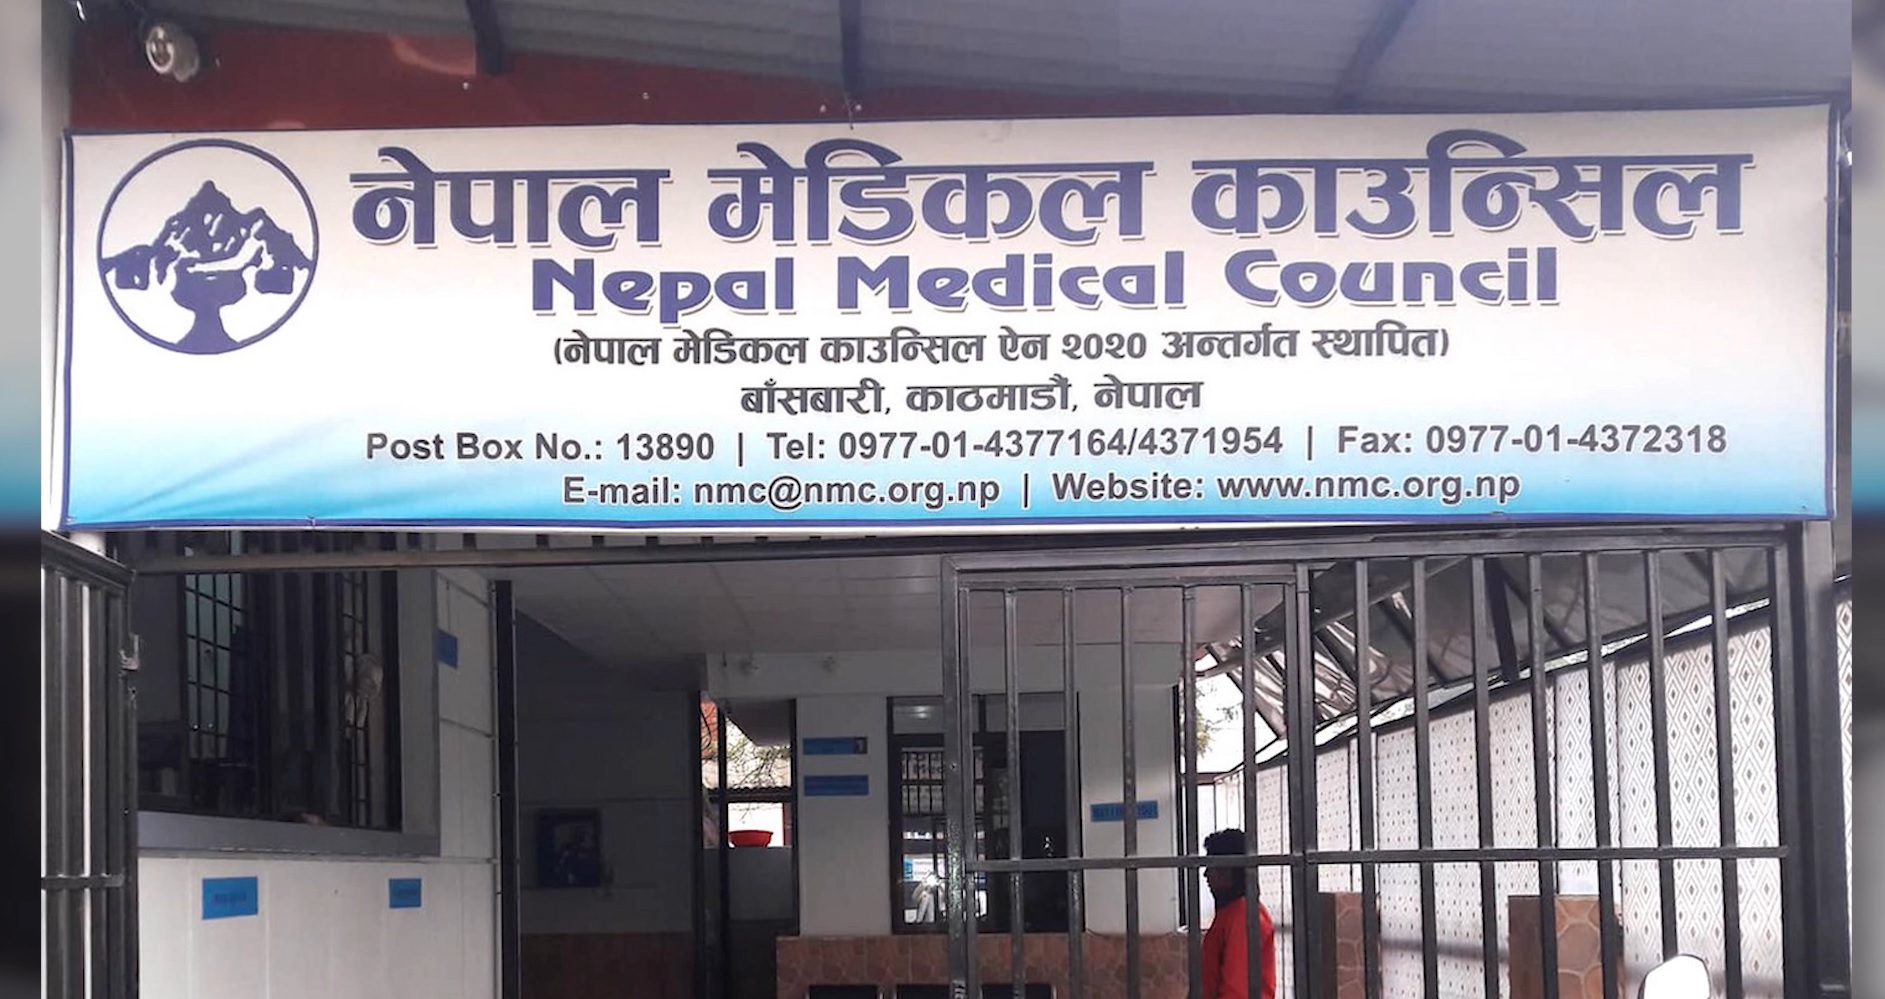 नेपाल मेडिकल काउन्सिल
Nepal Medical Council
(नेपाल मेडिकल काउन्सिल ऐन २०२० अन्तर्गत स्थापित)
बाँसबारी, काठमाडौं, नेपाल
Post Box No.: 13890 | Tel: 0977-01-4377164/4371954 | Fax: 0977-01-4372318
E-mail: nmc@nmc.org.np | Website: www.nmc.org.np